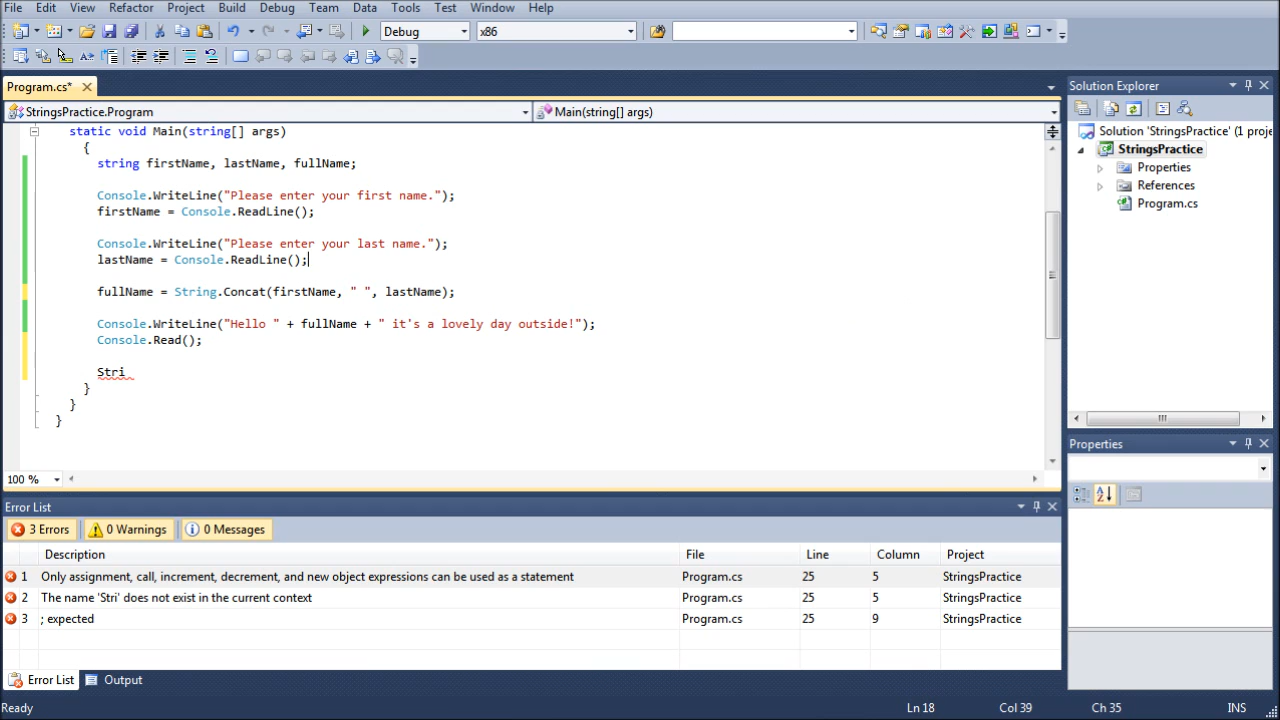 File Edit View Refactor Project Build Debug Team Data Tools Test Window Help
Debug x86
Program.cs*
StringsPractice.Program Main(string[] args)
static void Main(string[] args)
{
string firstName, lastName, fullName;
Console.WriteLine("Please enter your first name.");
firstName = Console.ReadLine();
Console.WriteLine("Please enter your last name.");
lastName = Console.ReadLine();
fullName = String.Concat(firstName, " ", lastName);
Console.WriteLine("Hello " + fullName + " it's a lovely day outside!");
Console.Read();
Stri
}
}
}
100 %
Solution Explorer
Solution 'StringsPractice' (1 proje
StringsPractice
Properties
References
Program.cs
Properties
Error List
3 Errors 0 Warnings 0 Messages
Description File Line Column Project
1 Only assignment, call, increment, decrement, and new object expressions can be used as a statement Program.cs 25 5 StringsPractice
2 The name 'Stri' does not exist in the current context Program.cs 25 5 StringsPractice
3 ; expected Program.cs 25 9 StringsPractice
Error List Output
Ready Ln 18 Col 39 Ch 35 INS